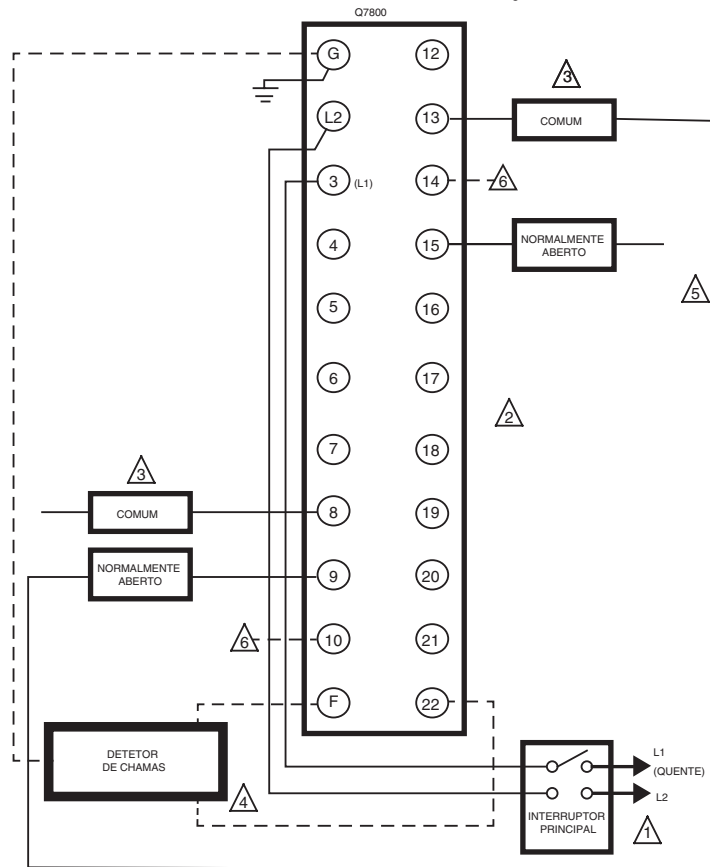 Q7800
G
12
3
L2
13
COMUM
3
(L1)
14
6
4
15
NORMALMENTE
ABERTO
5
5
16
6
17
2
7
18
3
8
19
COMUM
NORMALMENTE
ABERTO
9
20
6
10
21
F
22
DETETOR
DE CHAMAS
4
L1
(QUENTE)
L2
INTERRUPTOR
PRINCIPAL
1